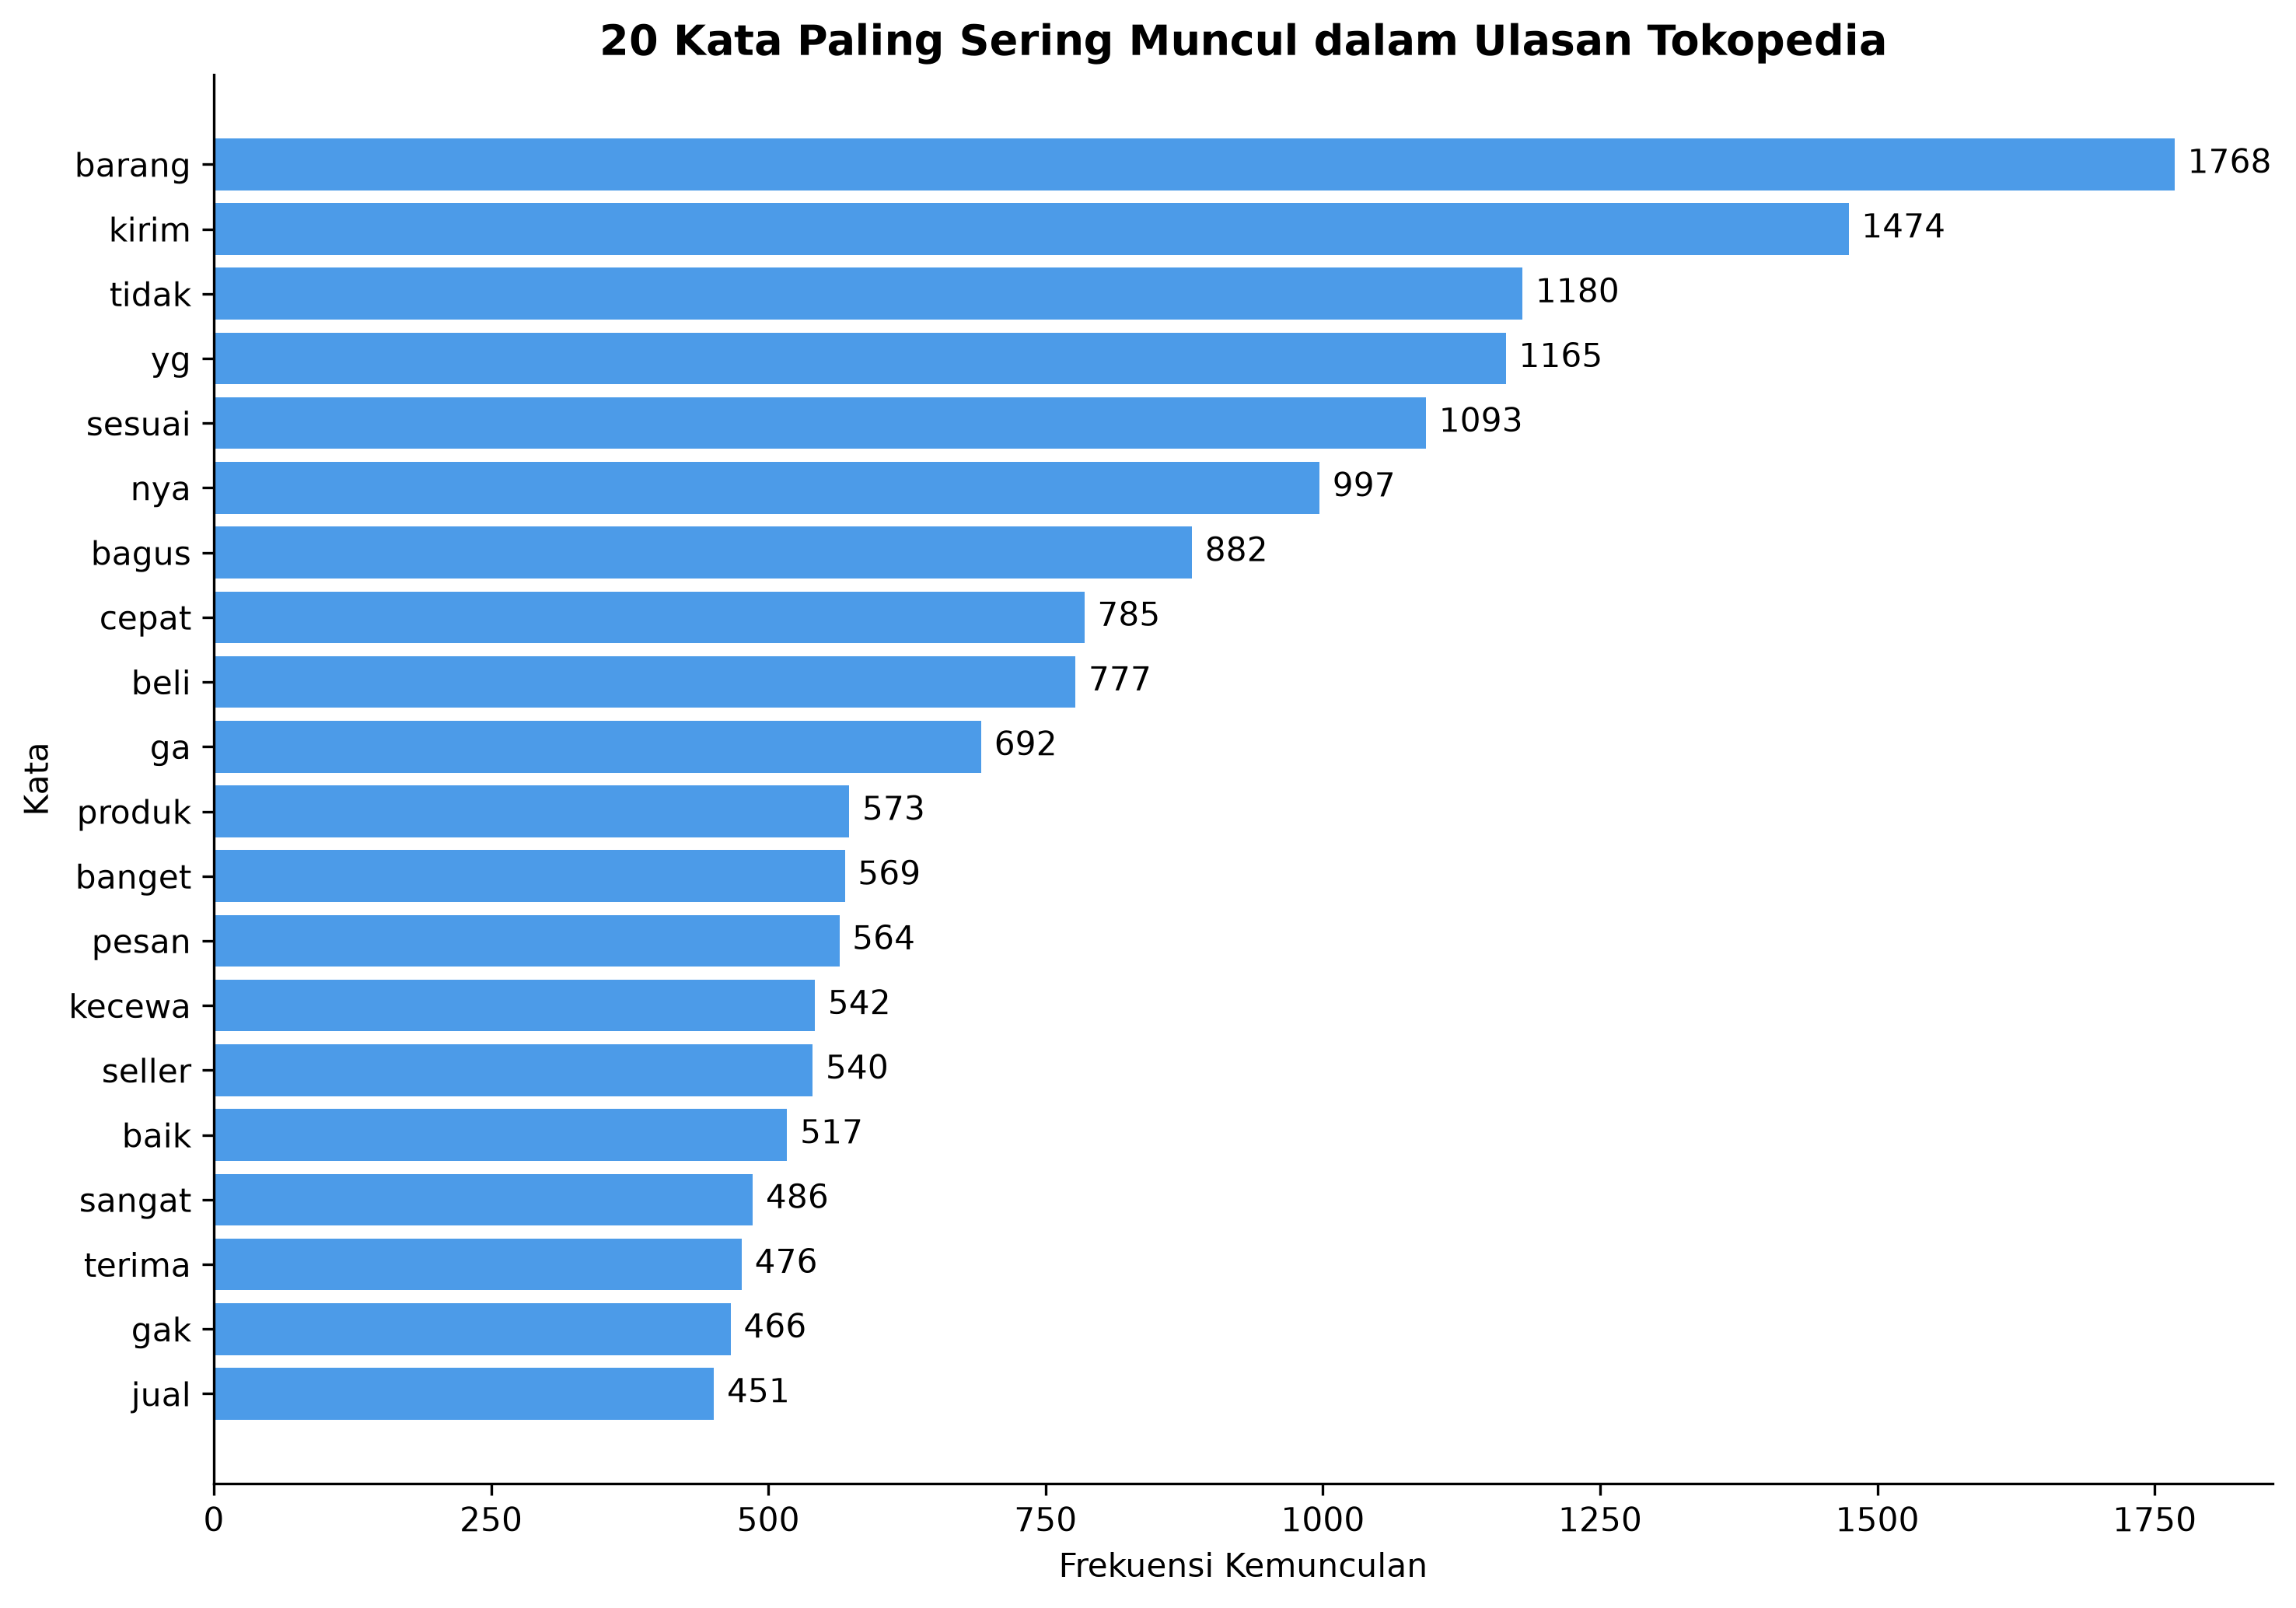 20 Kata Paling Sering Muncul dalam Ulasan Tokopedia
barang 1768
kirim 1474
tidak 1180
yg 1165
sesuai 1093
nya 997
bagus 882
cepat 785
beli 777
ga 692
Kata
produk 573
banget 569
pesan 564
kecewa 542
seller 540
baik 517
sangat 486
terima 476
gak 466
jual 451
0 250 500 750 1000 1250 1500 1750
Frekuensi Kemunculan